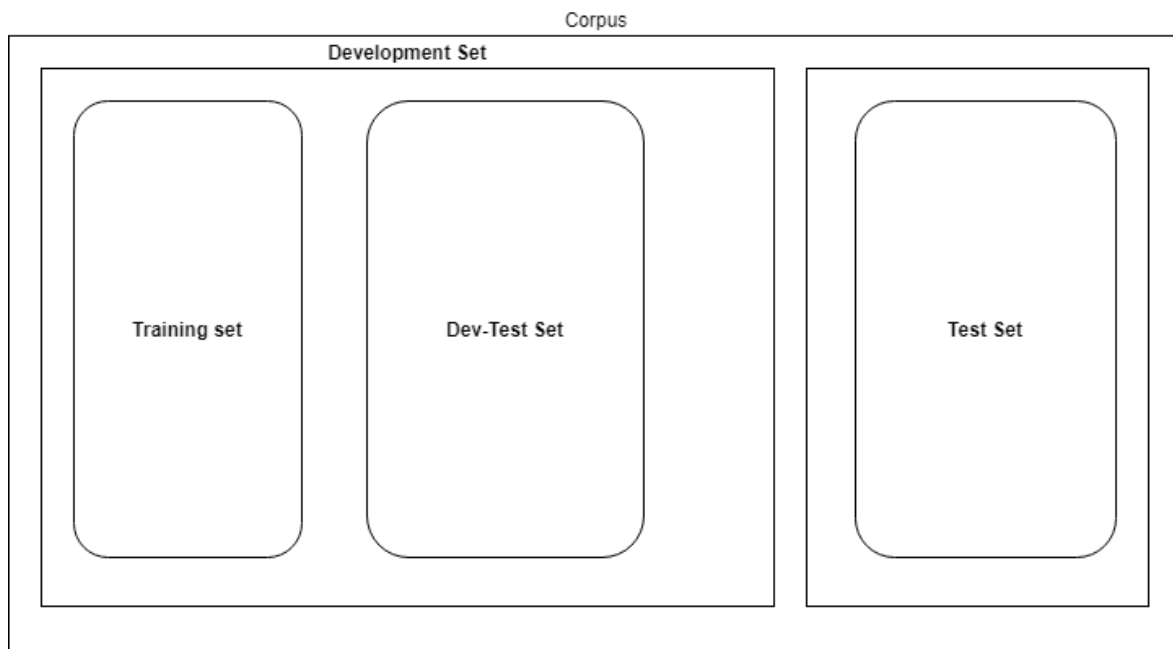 Corpus
Development Set
Training set
Dev-Test Set
Test Set